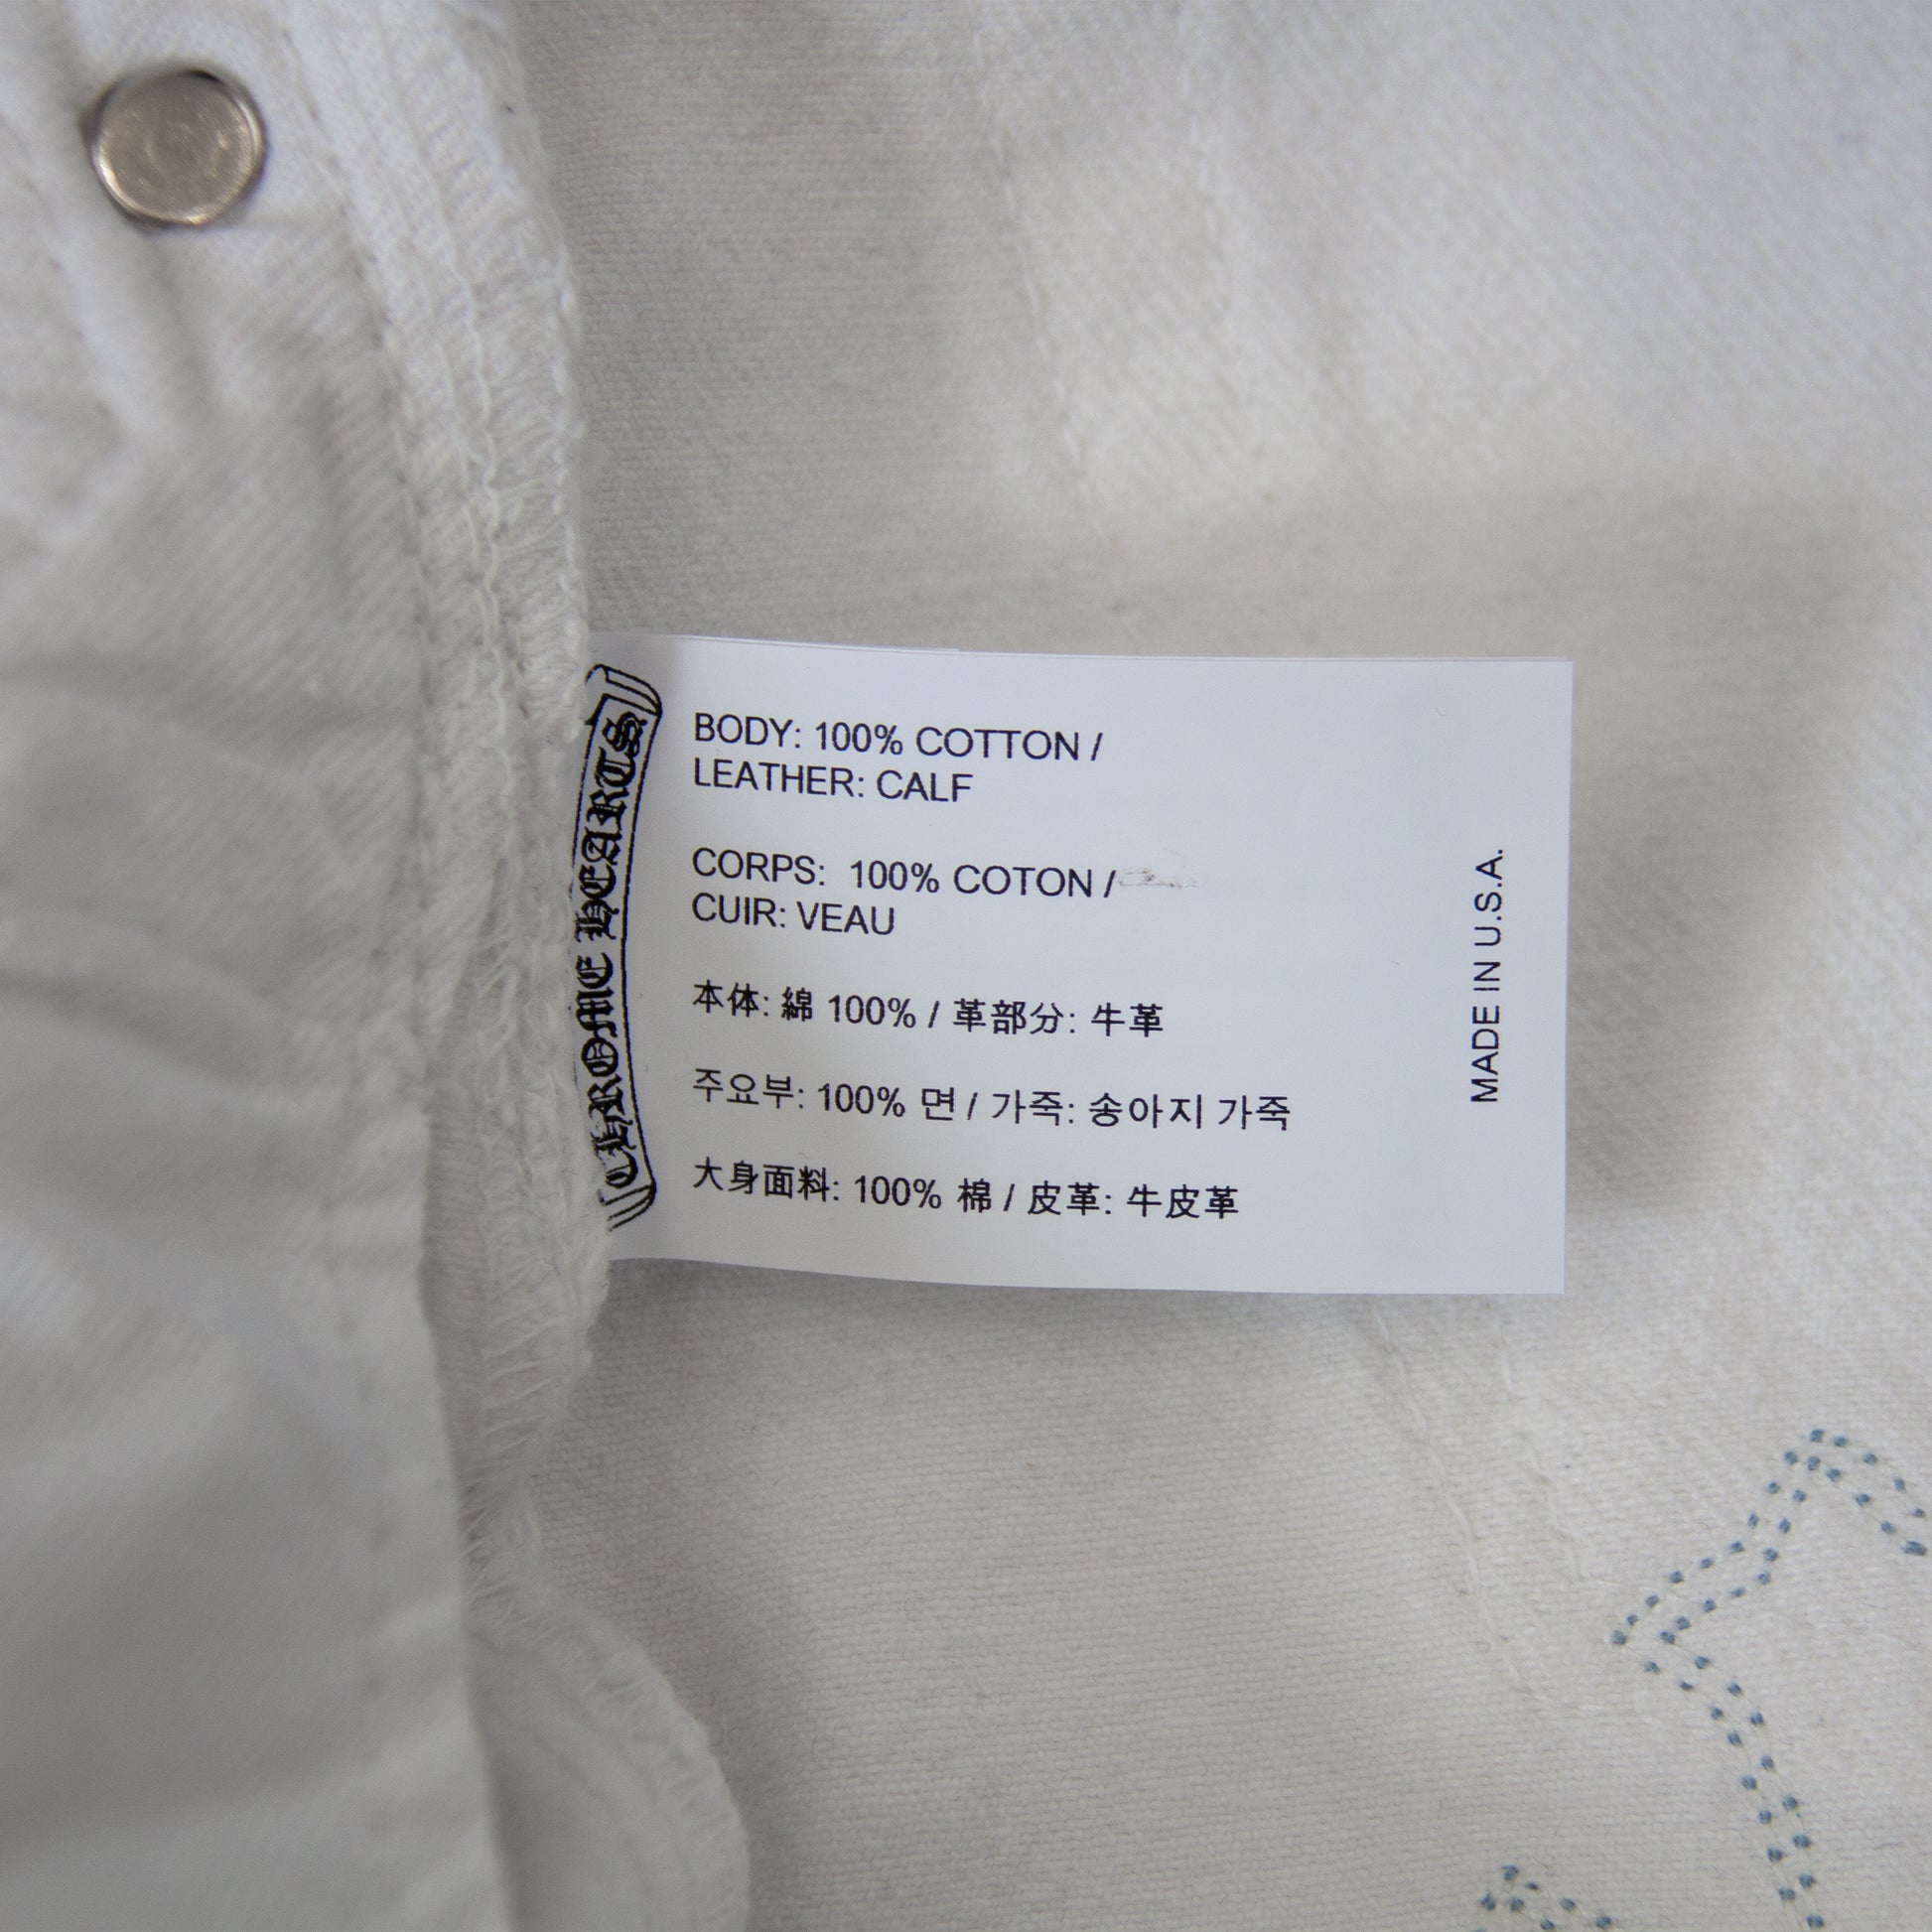 CHROME HEARTS
BODY: 100% COTTON /
LEATHER: CALF
CORPS: 100% COTON /
CUIR: VEAU
本体: 綿 100% / 革部分: 牛革
주요부: 100% 면 / 가죽: 송아지 가죽
大身面料: 100% 棉 / 皮革: 牛皮革
MADE IN U.S.A.